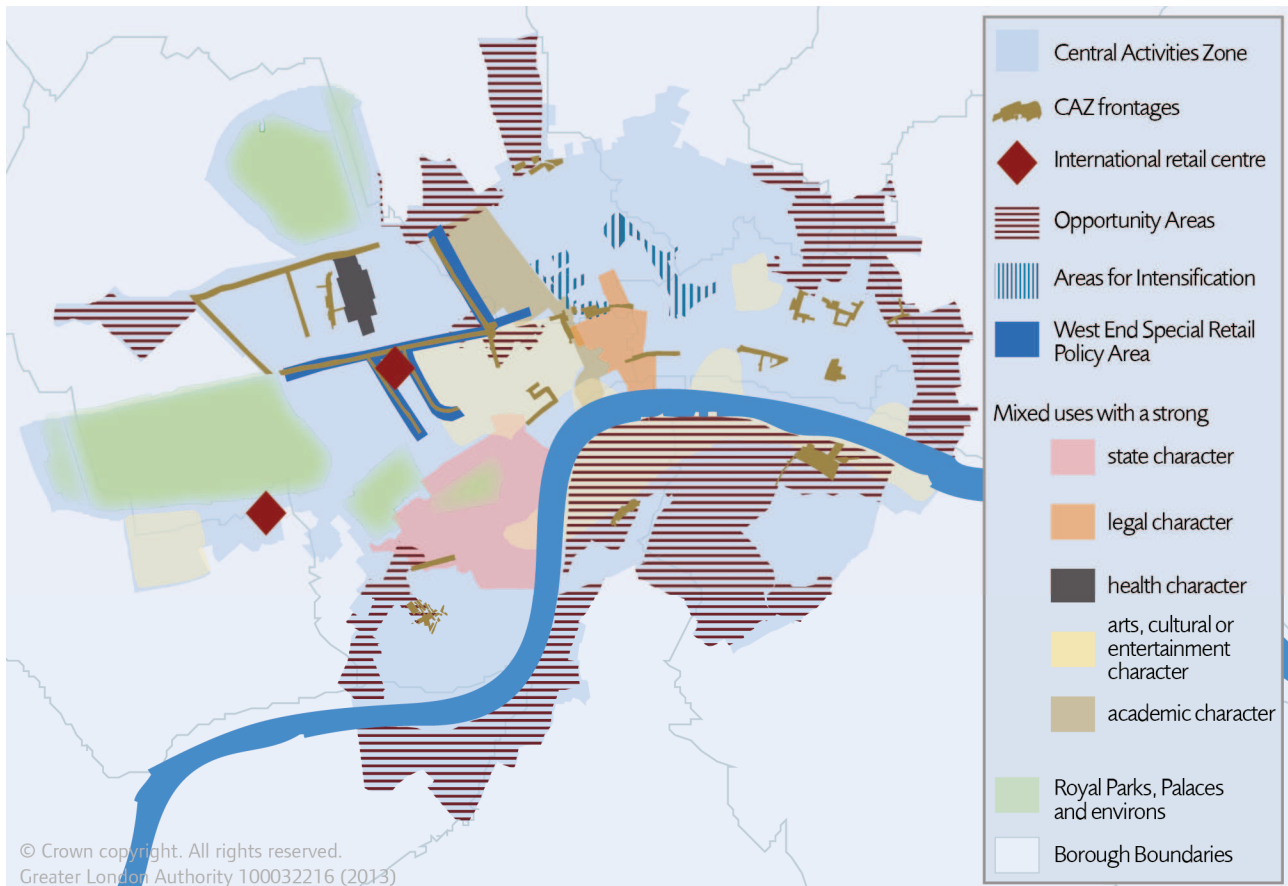 Central Activities Zone
CAZ frontages
International retail centre
Opportunity Areas
Areas for Intensification
West End Special Retail
Policy Area
Mixed uses with a strong
state character
legal character
health character
arts, cultural or
entertainment
character
academic character
Royal Parks, Palaces
and environs
Borough Boundaries
© Crown copyright. All rights reserved.
Greater London Authority 100032216 (2013)